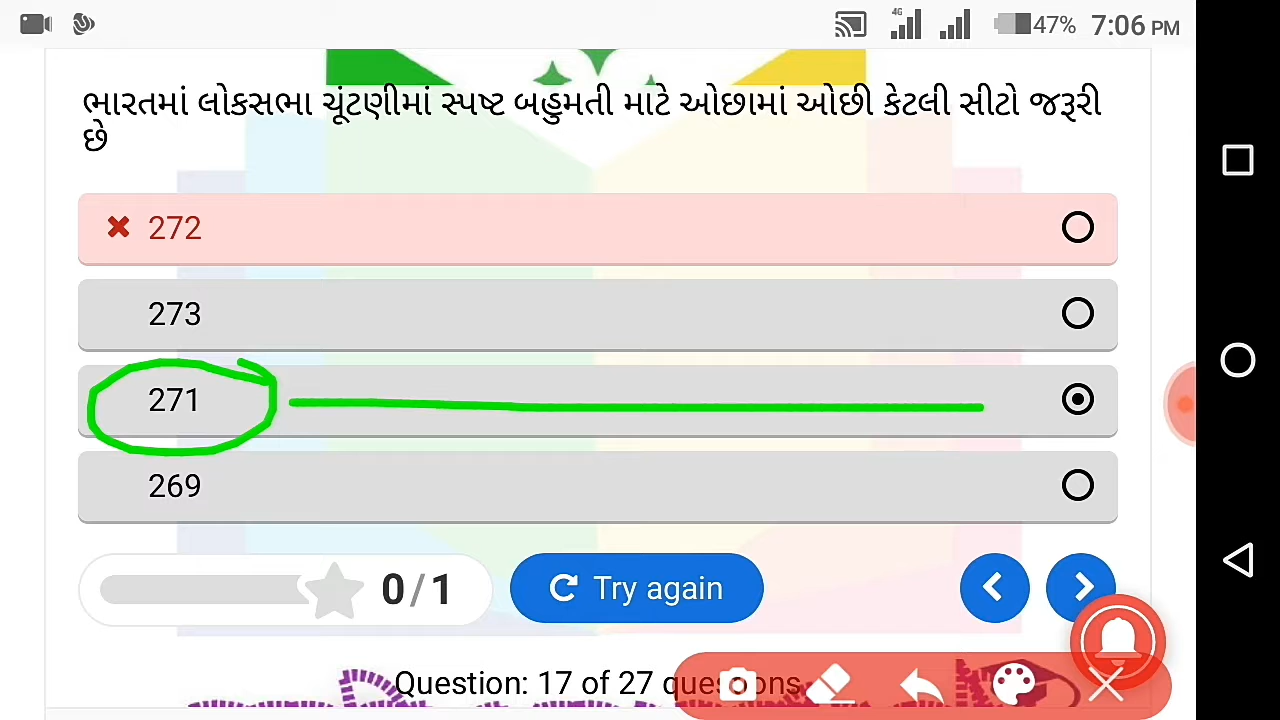 4G 47% 7:06 PM
ભારતમાં લોકસભા ચૂંટણીમાં સ્પષ્ટ બહુમતી માટે ઓછામાં ઓછી કેટલી સીટો જરૂરી
છે
✖ 272
273
271
269
0/1 Try again
Question: 17 of 27 questions